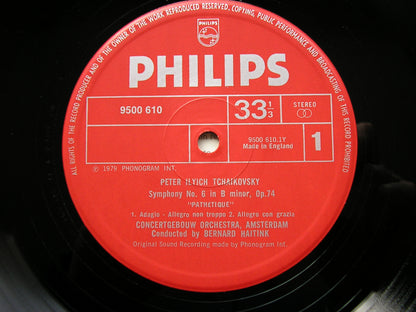 ALL RIGHTS OF THE RECORD PRODUCER AND OF THE OWNER OF THE WORK REPRODUCED RESERVED. COPYING, PUBLIC PERFORMANCE AND BROADCASTING OF THIS RECORD PROHIBITED
PHILIPS
PHILIPS
9500 610
33 1/3
STEREO
9500 610.1Y
Made in England
1
℗ 1979 PHONOGRAM INT.
PETER ILYICH TCHAIKOVSKY
Symphony No. 6 in B minor, Op.74
"PATHETIQUE"
1. Adagio - Allegro non troppo 2. Allegro con grazia
CONCERTGEBOUW ORCHESTRA, AMSTERDAM
Conducted by BERNARD HAITINK
Original Sound Recording made by Phonogram Int.